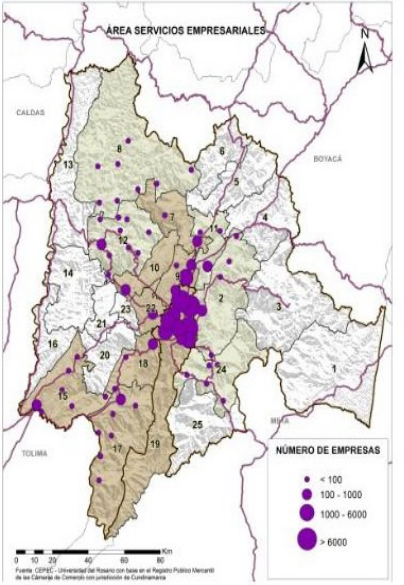 ÁREA SERVICIOS EMPRESARIALES
N
CALDAS
BOYACÁ
6
8
13
5
4
7
11
12
10
9
14
2
23
22
3
21
16
20
18
1
24
15
25
META
17
19
TOLIMA
NÚMERO DE EMPRESAS
< 100
100 - 1000
1000 - 6000
> 6000
0 10 20 40 60 80 Km
Fuente. CEPEC - Universidad del Rosario con base en el Registro Público Mercantil
de las Cámaras de Comercio con jurisdicción de Cundinamarca